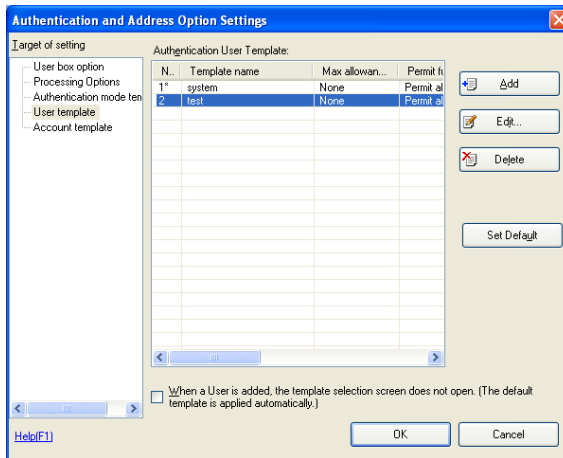 Authentication and Address Option Settings
Target of setting
User box option
Processing Options
Authentication mode ten
User template
Account template
Authentication User Template:
N.. Template name Max allowan... Permit fu
1* system None Permit al
2 test None Permit al
Add
Edit...
Delete
Set Default
When a User is added, the template selection screen does not open. (The default
template is applied automatically.)
Help(F1)
OK
Cancel